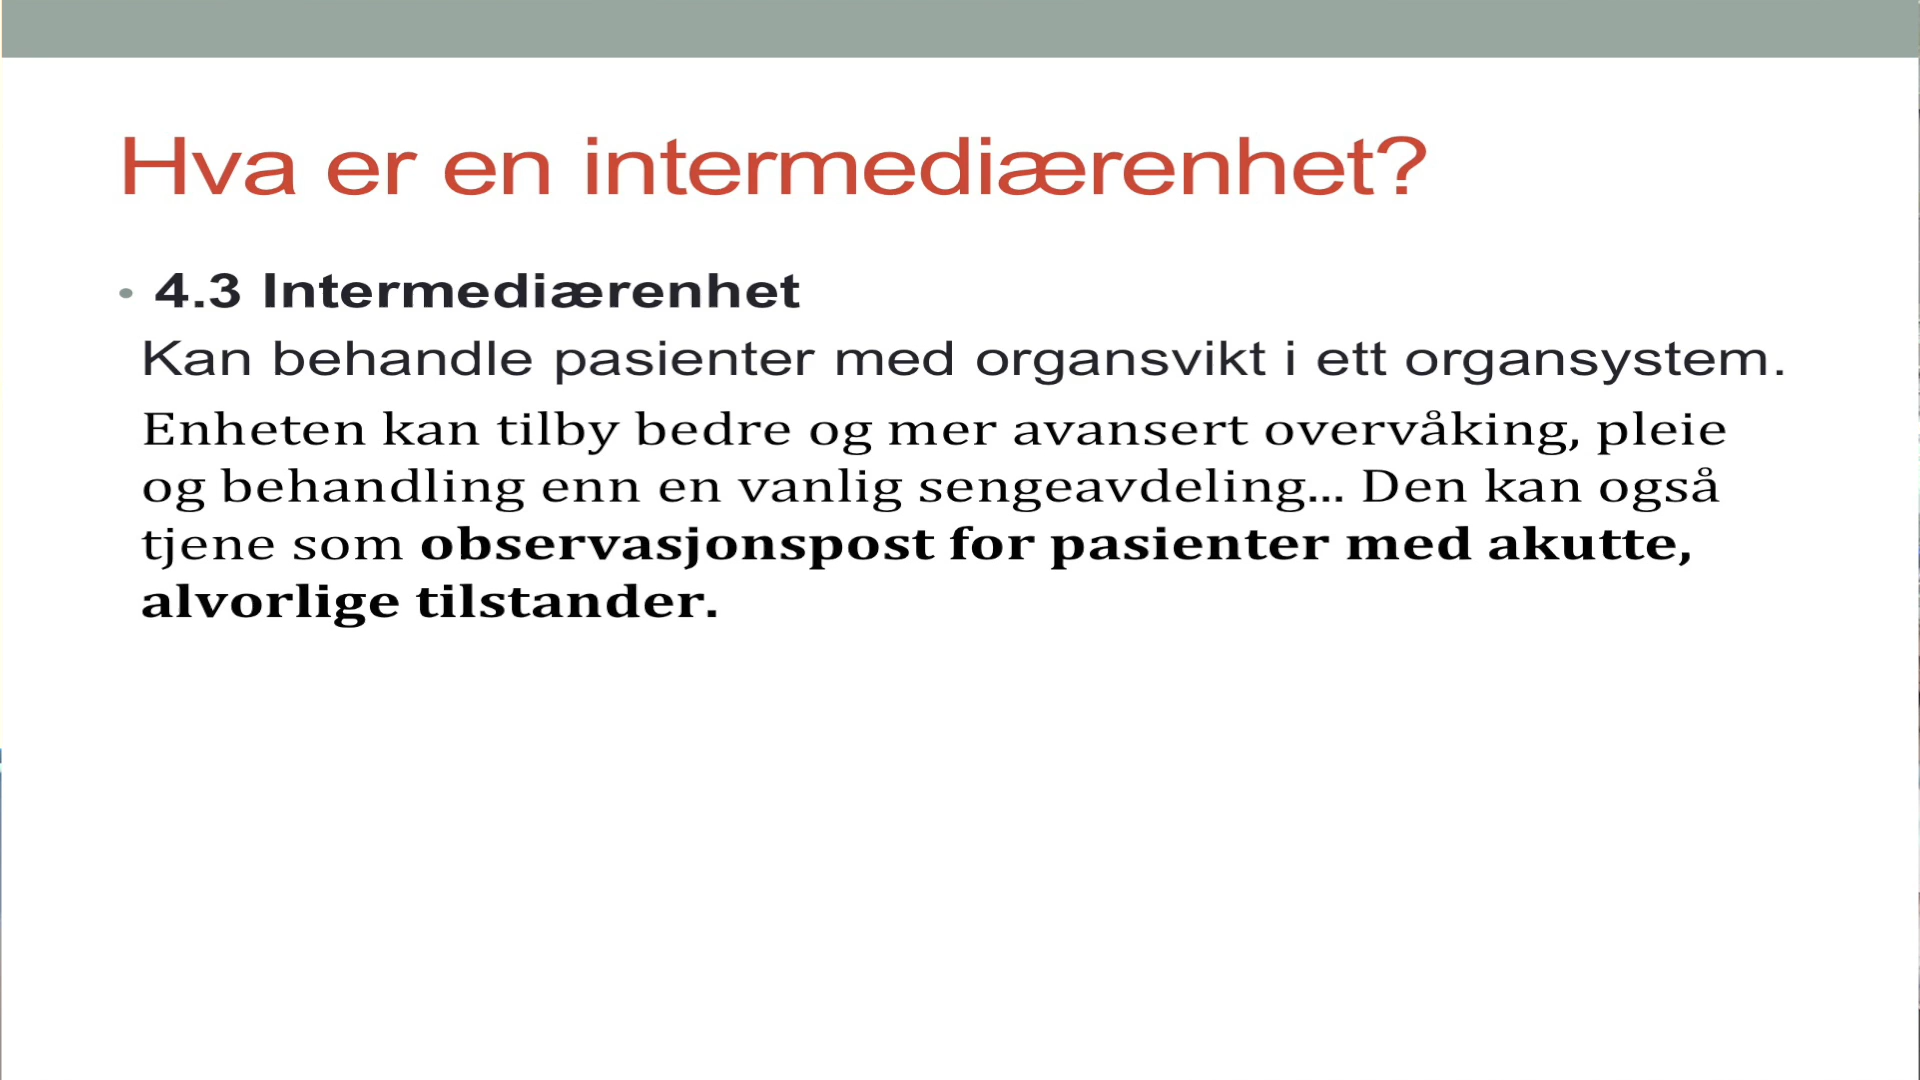 Hva er en intermediærenhet?
• 4.3 Intermediærenhet
Kan behandle pasienter med organsvikt i ett organsystem.
Enheten kan tilby bedre og mer avansert overvåking, pleie
og behandling enn en vanlig sengeavdeling... Den kan også
tjene som observasjonspost for pasienter med akutte,
alvorlige tilstander.